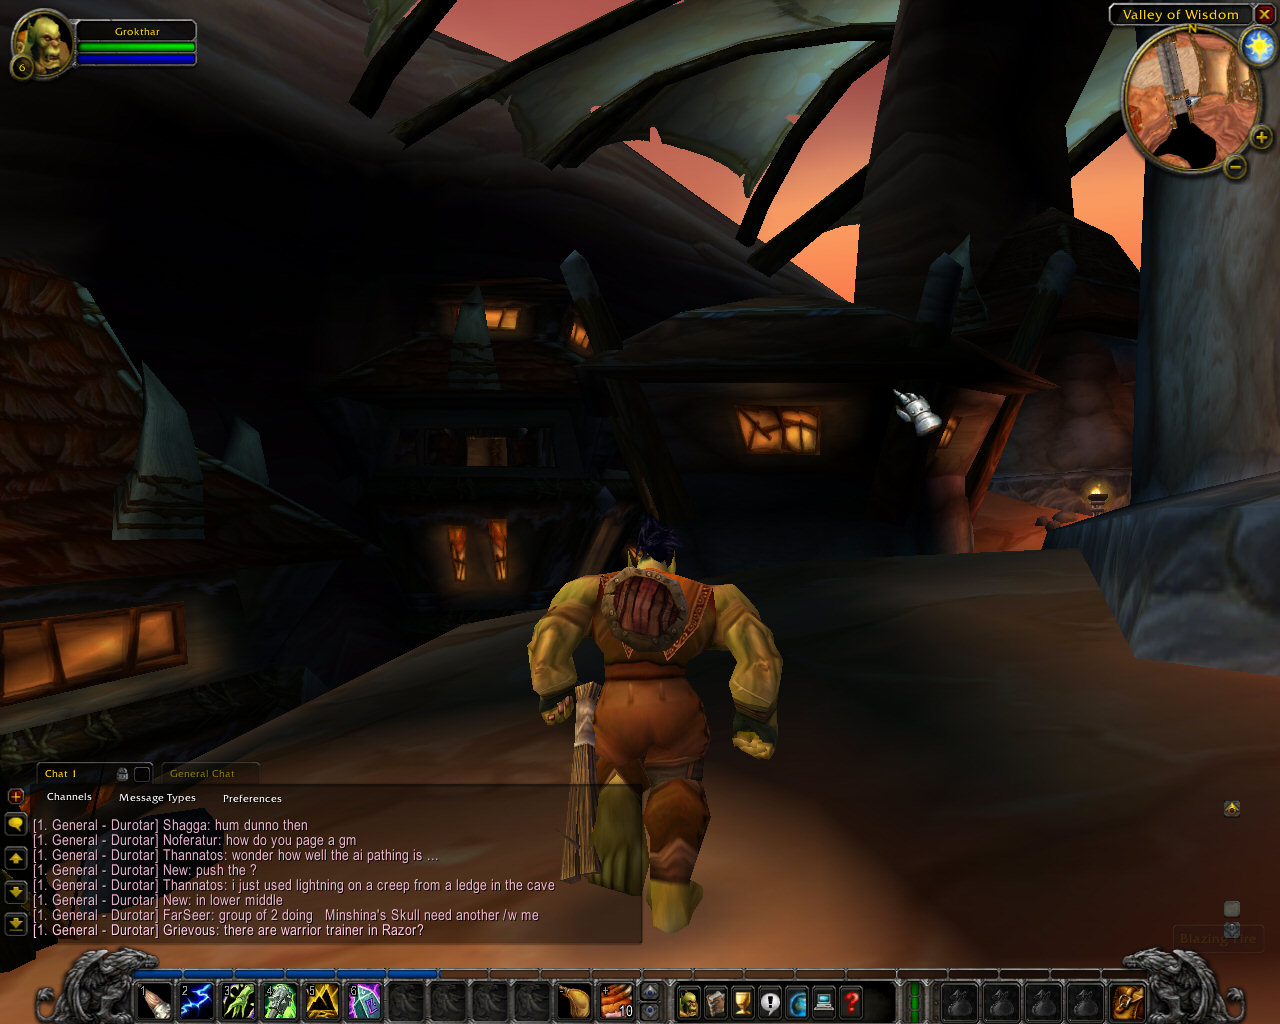 Grokthar
6
Valley of Wisdom
N
Chat 1
General Chat
Channels
Message Types
Preferences
[1. General - Durotar] Shagga: hum dunno then
[1. General - Durotar] Noferatur: how do you page a gm
[1. General - Durotar] Thannatos: wonder how well the ai pathing is ...
[1. General - Durotar] New: push the ?
[1. General - Durotar] Thannatos: i just used lightning on a creep from a ledge in the cave
[1. General - Durotar] New: in lower middle
[1. General - Durotar] FarSeer: group of 2 doing   Minshina's Skull need another /w me
[1. General - Durotar] Grievous: there are warrior trainer in Razor?
Blazing Fire
1 2 3 4 5 6 - + 10